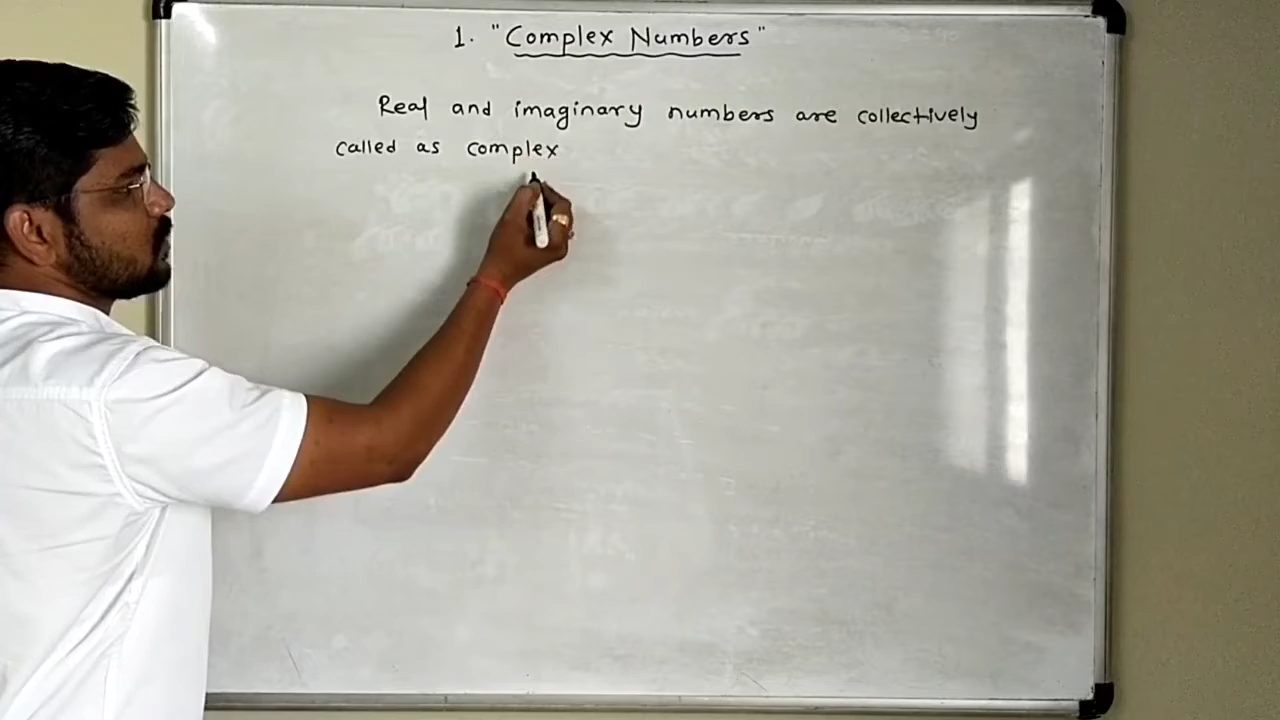 1. "Complex Numbers"
Real and imaginary numbers are collectively
called as complex